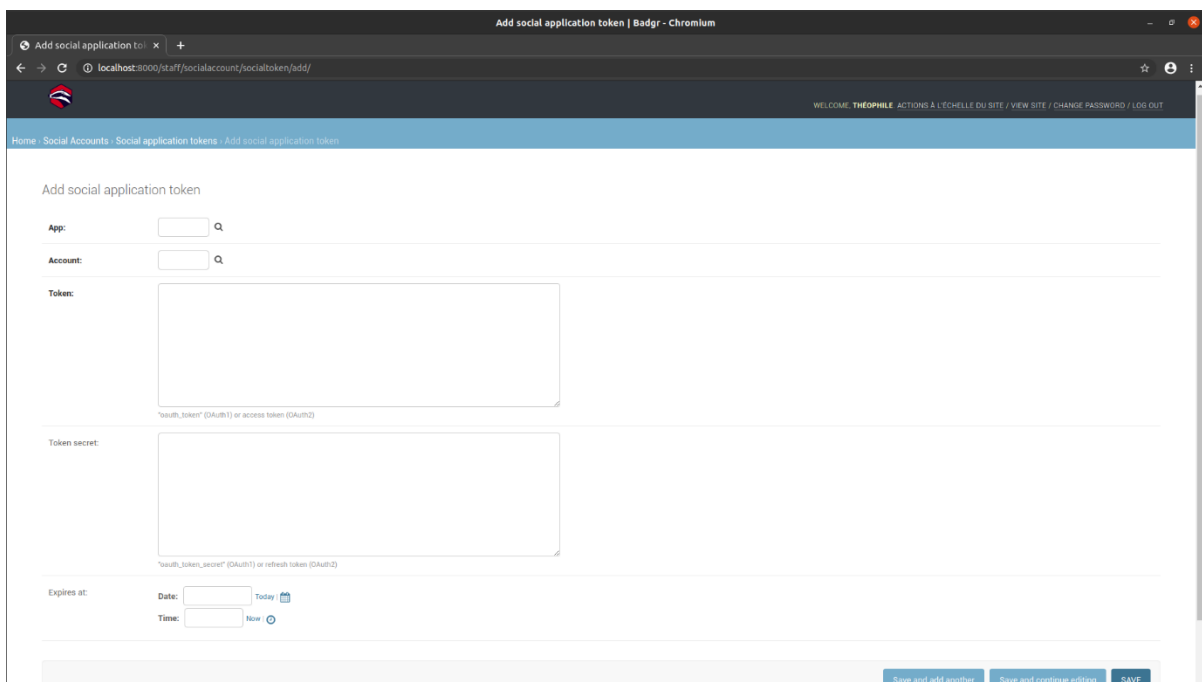 Add social application token | Badgr - Chromium
Add social application to
localhost:8000/staff/socialaccount/socialtoken/add/
WELCOME, THÉOPHILE. ACTIONS À L'ÉCHELLE DU SITE / VIEW SITE / CHANGE PASSWORD / LOG OUT
Home › Social Accounts › Social application tokens › Add social application token
Add social application token
App:
Account:
Token:
"oauth_token" (OAuth1) or access token (OAuth2)
Token secret:
"oauth_token_secret" (OAuth1) or refresh token (OAuth2)
Expires at:
Date: Today |
Time: Now |
Save and add another Save and continue editing SAVE